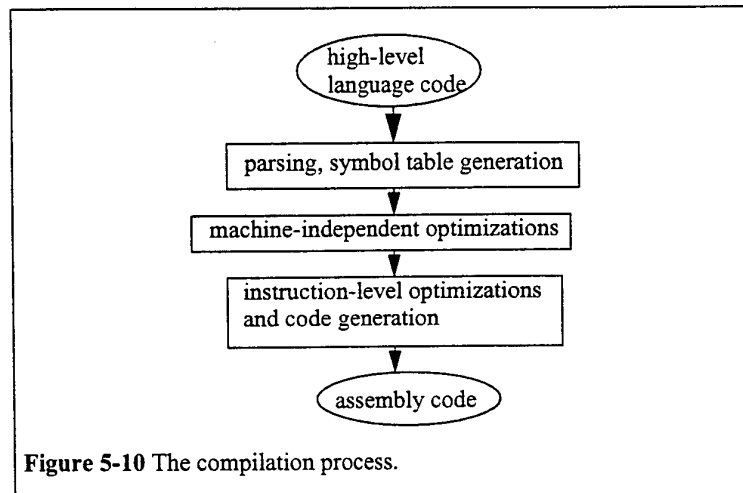 high-level
language code
parsing, symbol table generation
machine-independent optimizations
instruction-level optimizations
and code generation
assembly code
Figure 5-10 The compilation process.